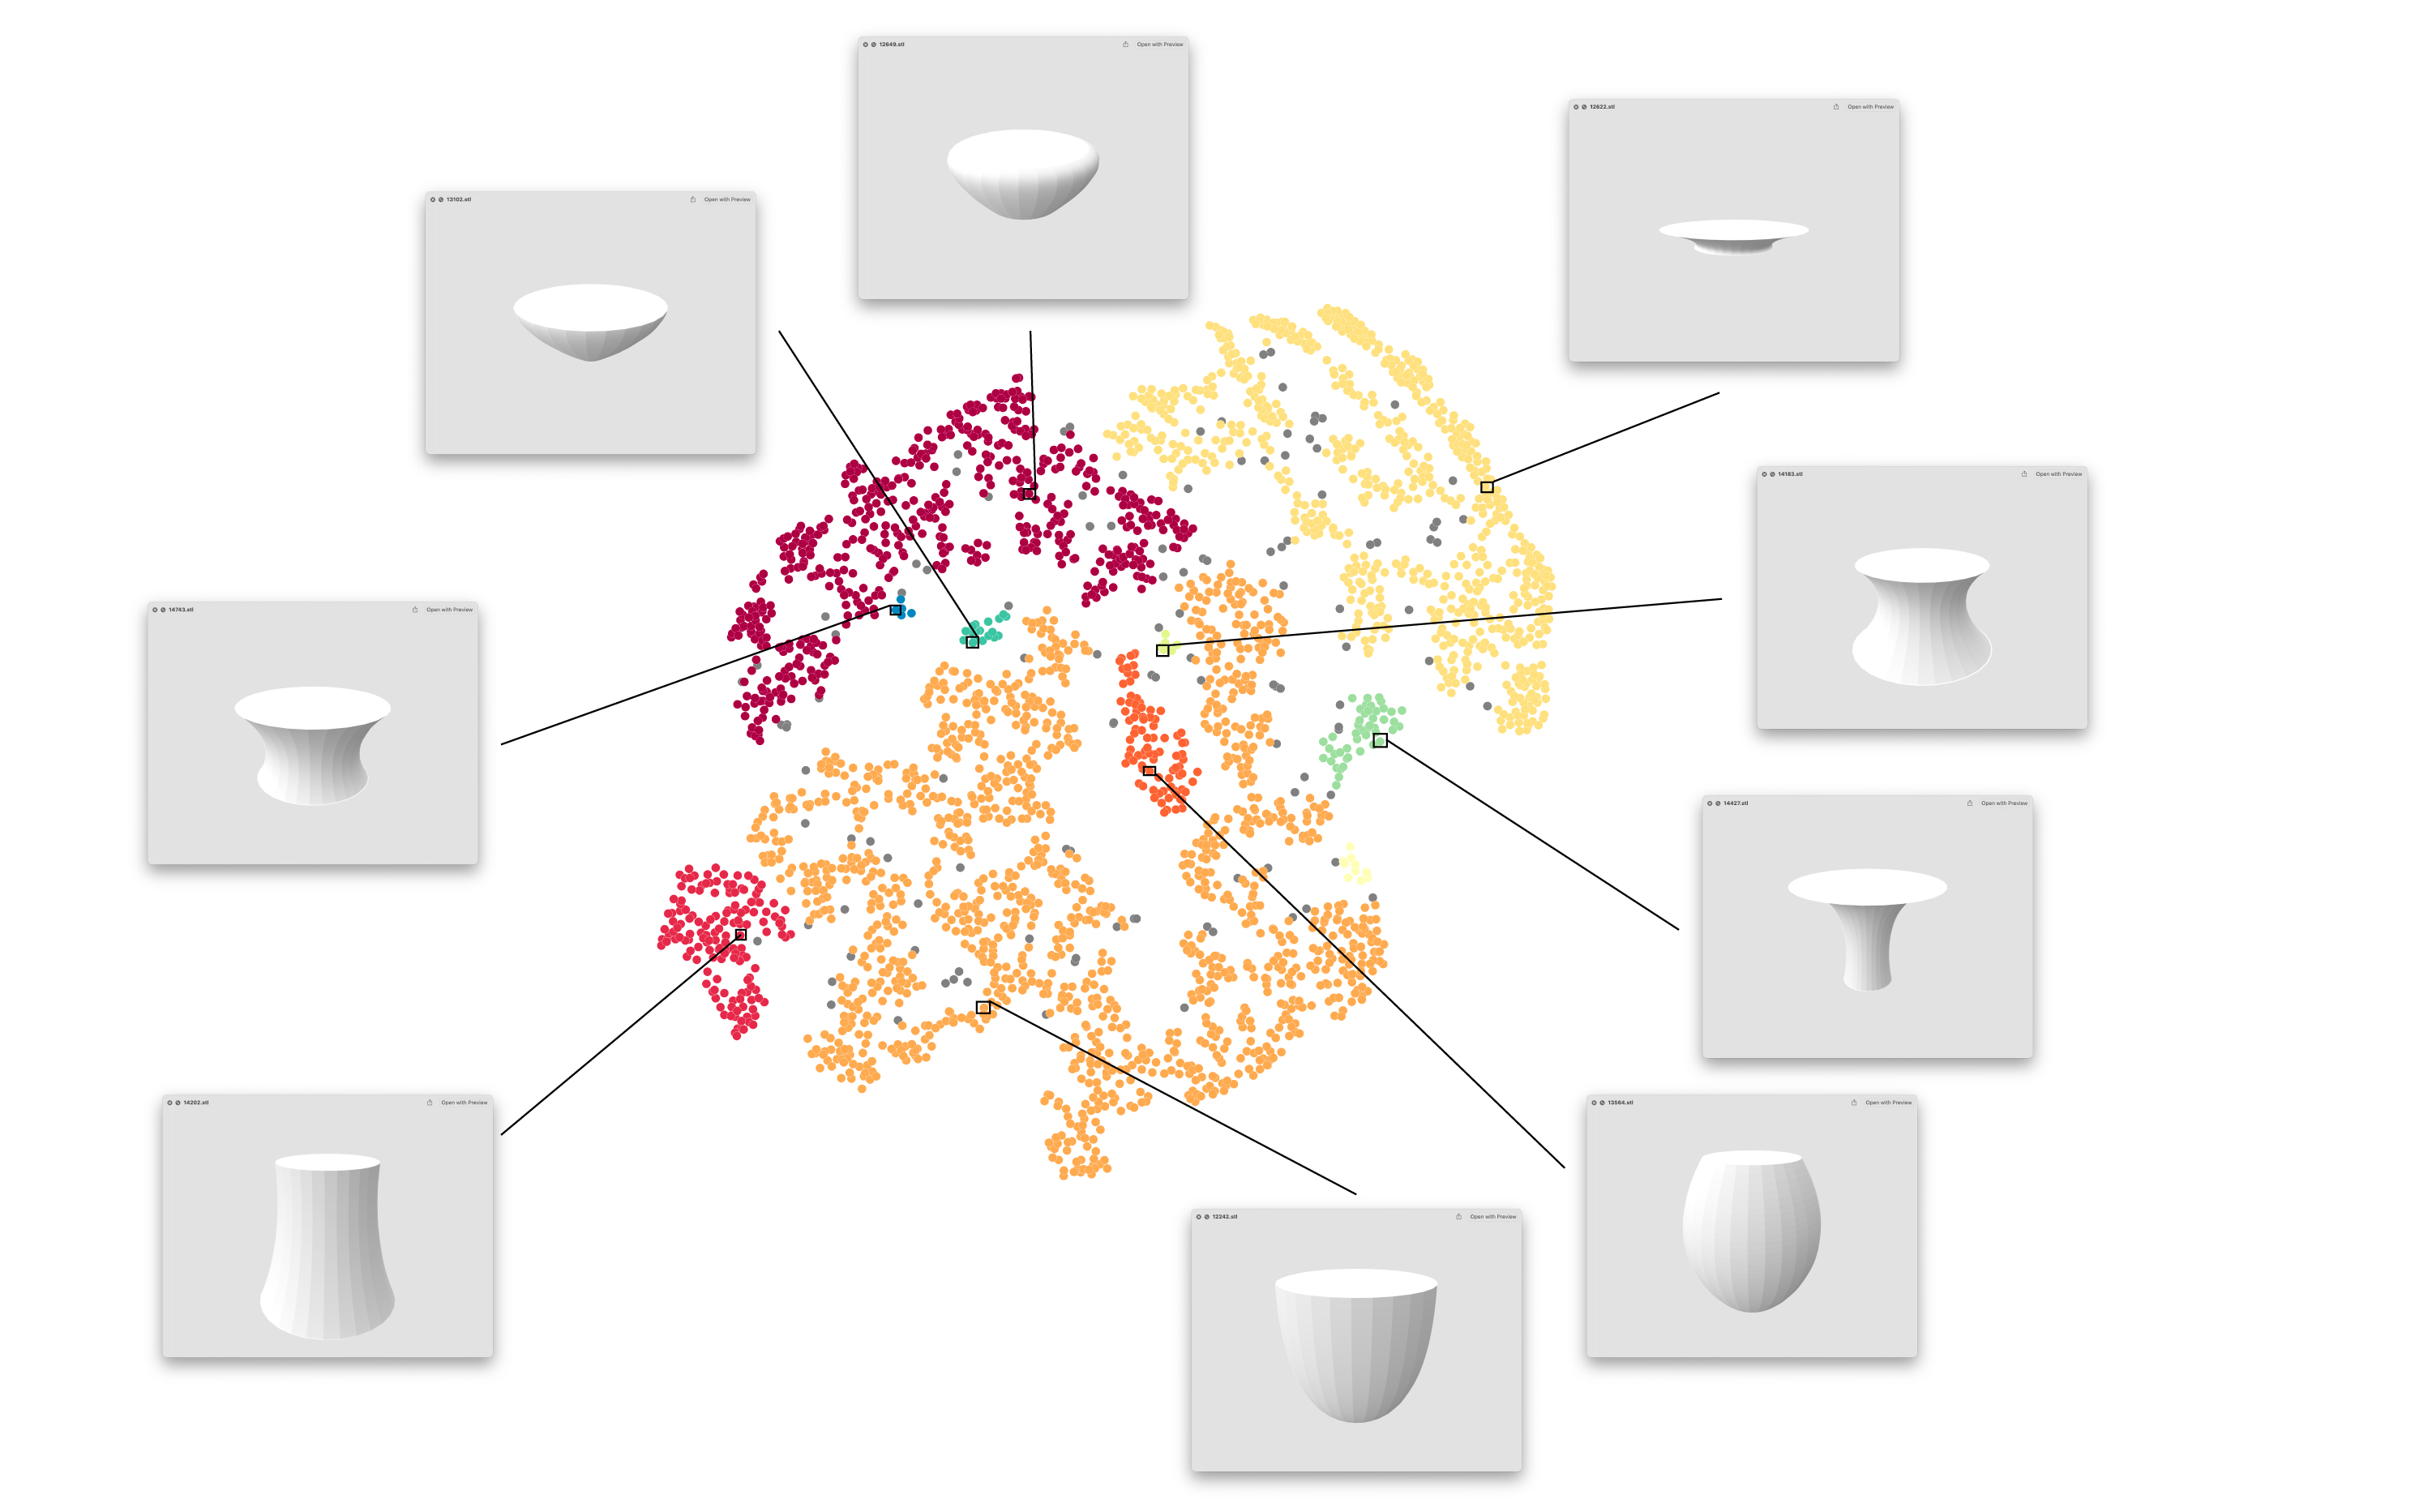 12649.stl Open with Preview
12622.stl Open with Preview
13102.stl Open with Preview
14183.stl Open with Preview
14743.stl Open with Preview
14427.stl Open with Preview
14202.stl Open with Preview
13564.stl Open with Preview
12242.stl Open with Preview